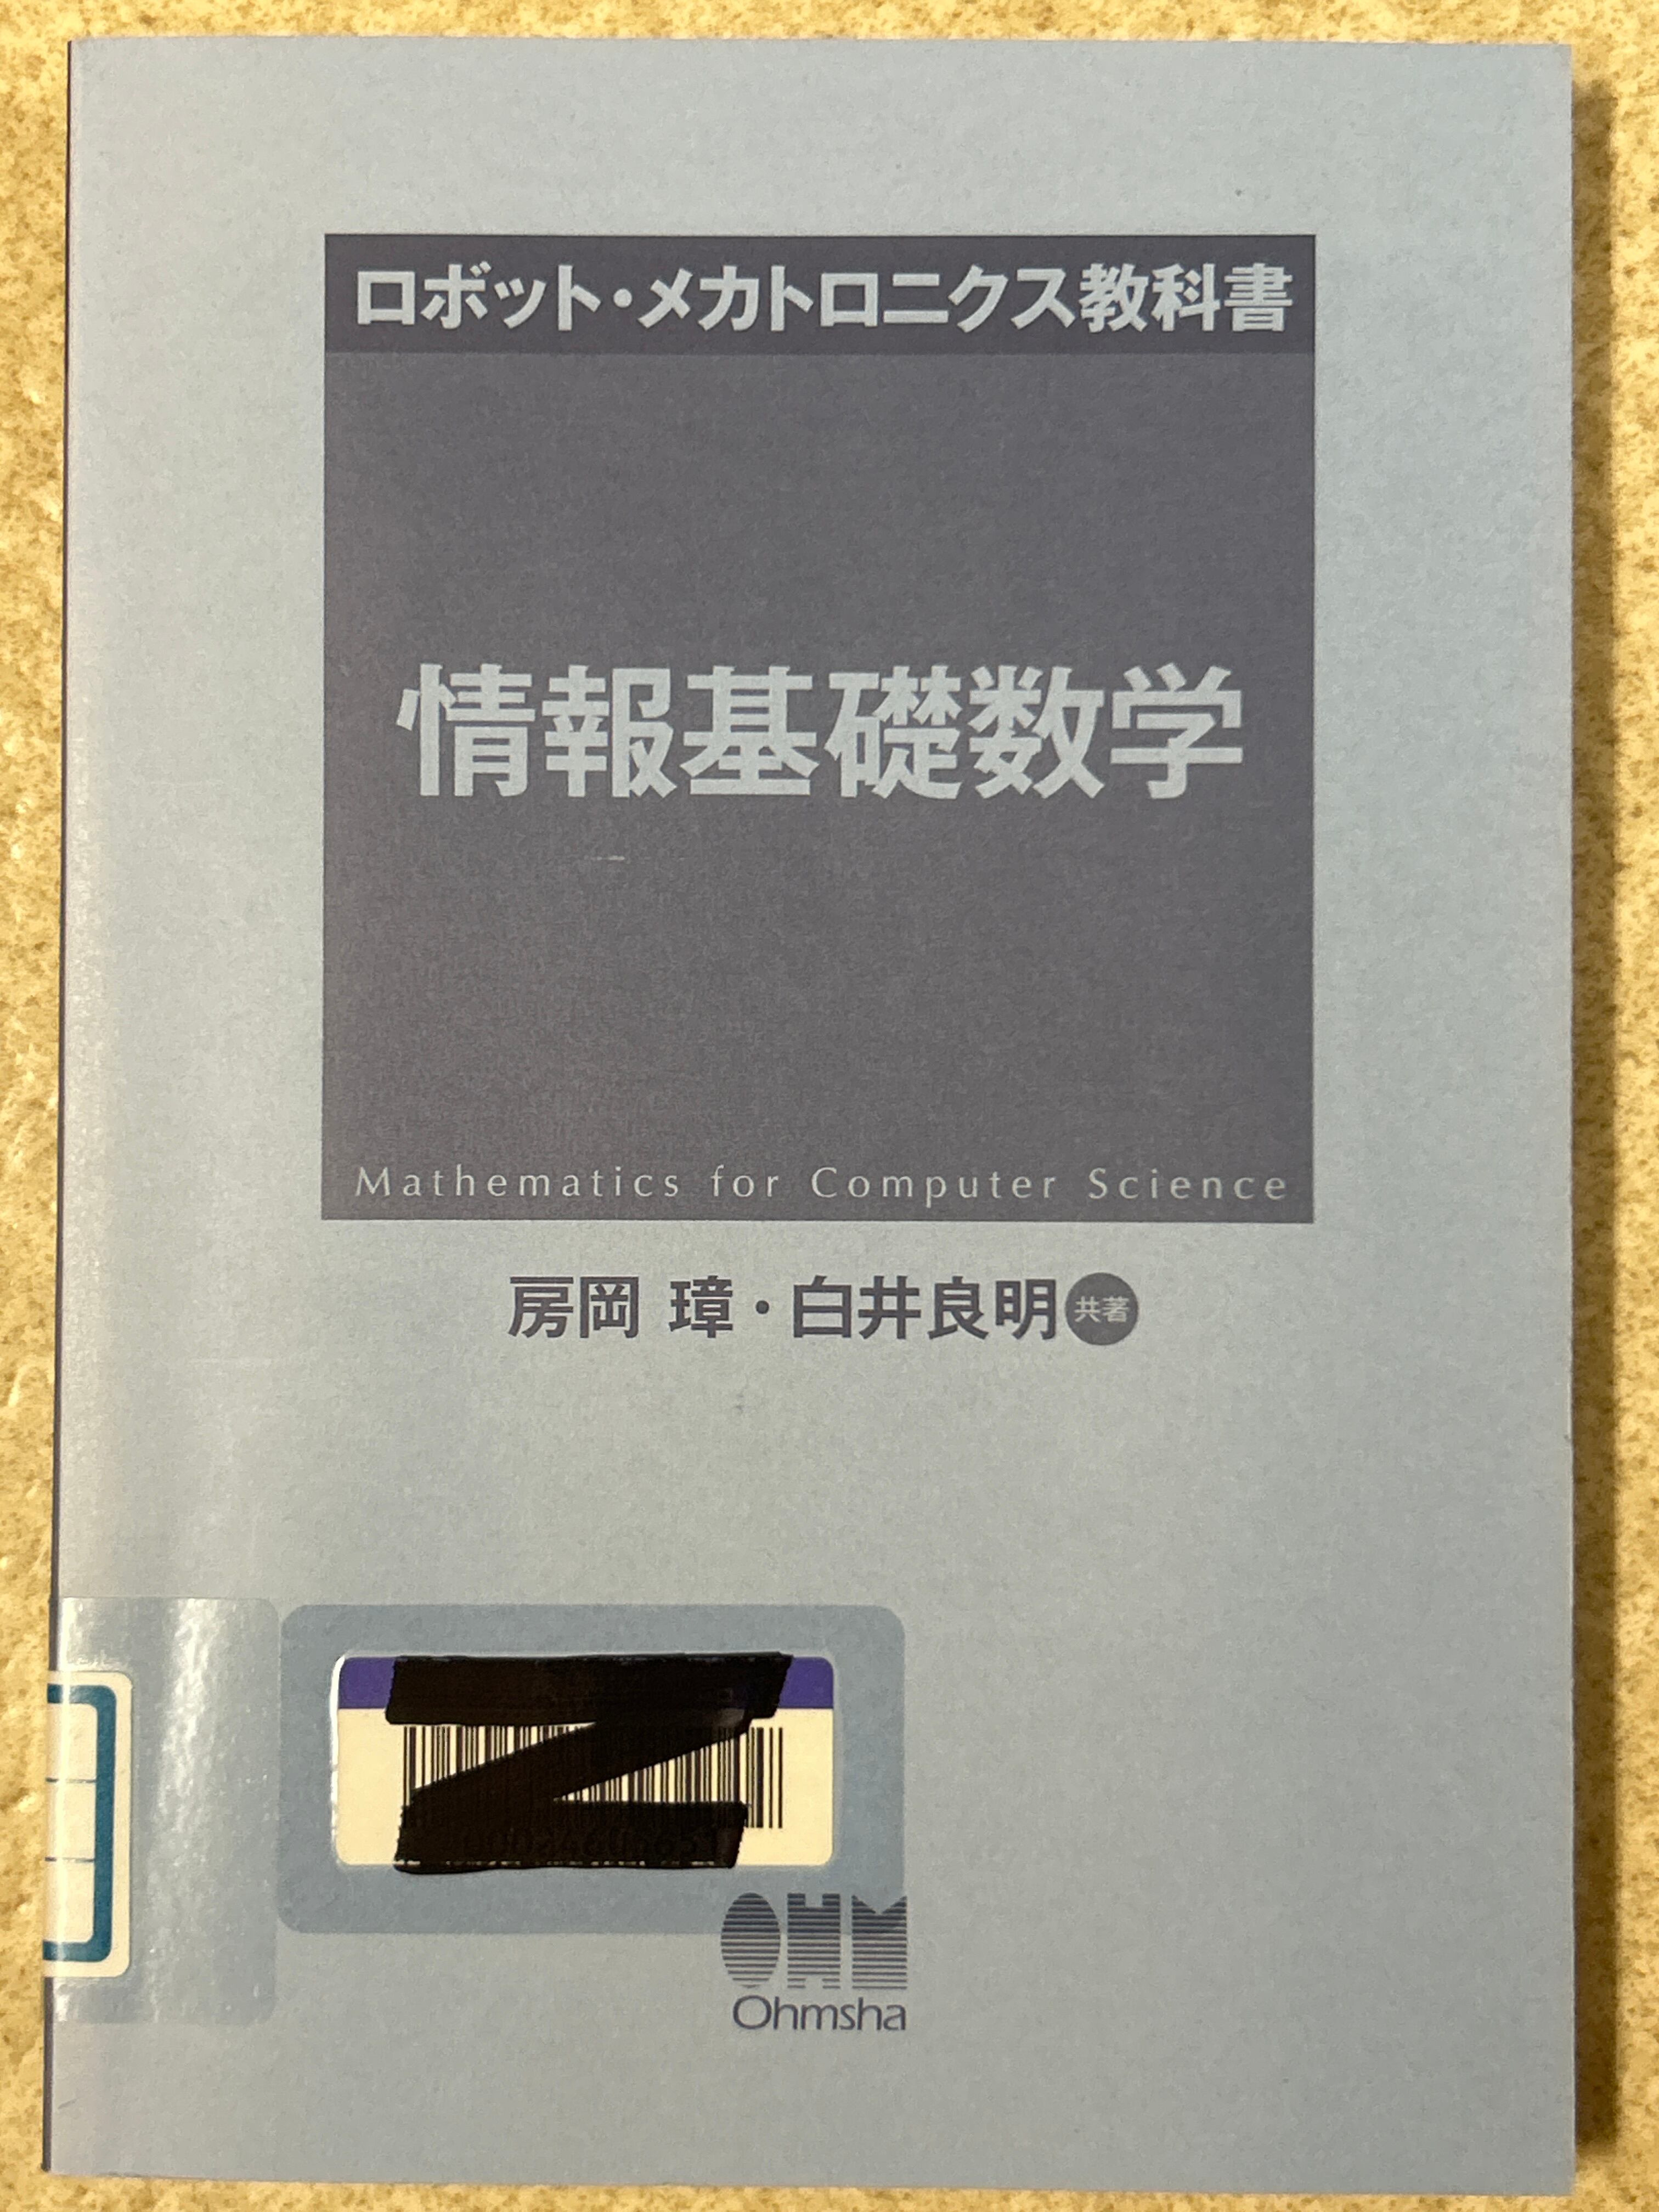 ロボット・メカトロニクス教科書
情報基礎数学
Mathematics for Computer Science
房岡 璋・白井良明 共著
OHM
Ohmsha